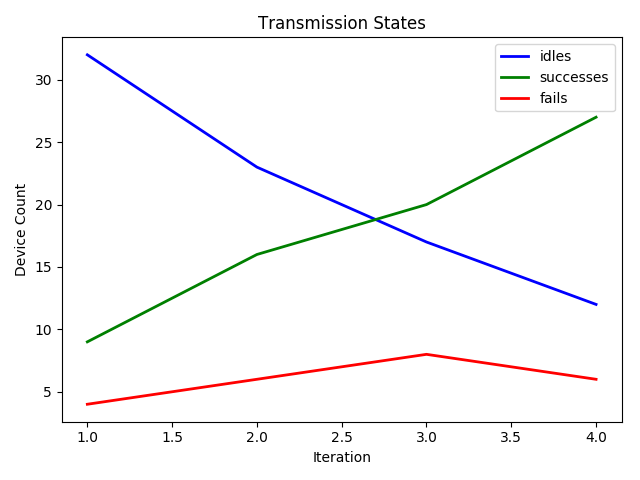 Transmission States
idles
successes
fails
Device Count
30
25
20
15
10
5
1.0 1.5 2.0 2.5 3.0 3.5 4.0
Iteration